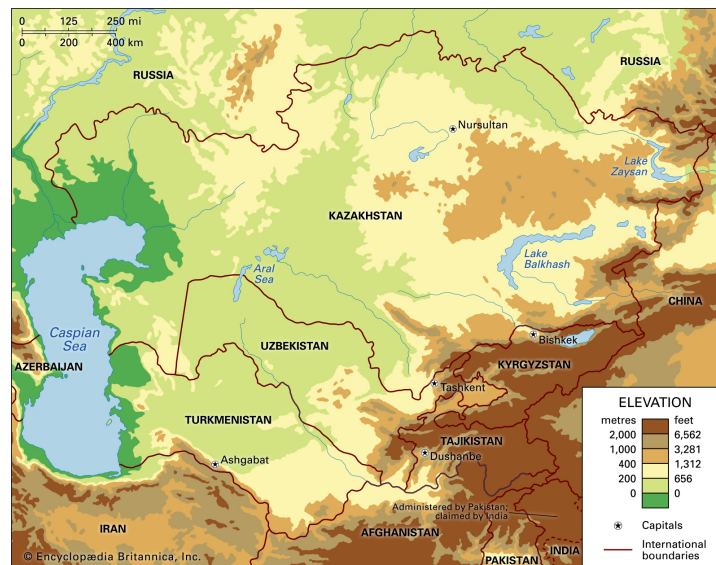 0 125 250 mi
0 200 400 km
RUSSIA
RUSSIA
Nursultan
Lake
Zaysan
KAZAKHSTAN
Aral
Sea
Lake
Balkhash
CHINA
Caspian
Sea
UZBEKISTAN
Bishkek
AZERBAIJAN
KYRGYZSTAN
Tashkent
TURKMENISTAN
TAJIKISTAN
Dushanbe
Ashgabat
Administered by Pakistan;
claimed by India
IRAN
AFGHANISTAN
PAKISTAN
INDIA
© Encyclopædia Britannica, Inc.
ELEVATION
metres feet
2,000 6,562
1,000 3,281
400 1,312
200 656
0 0
Capitals
International
boundaries